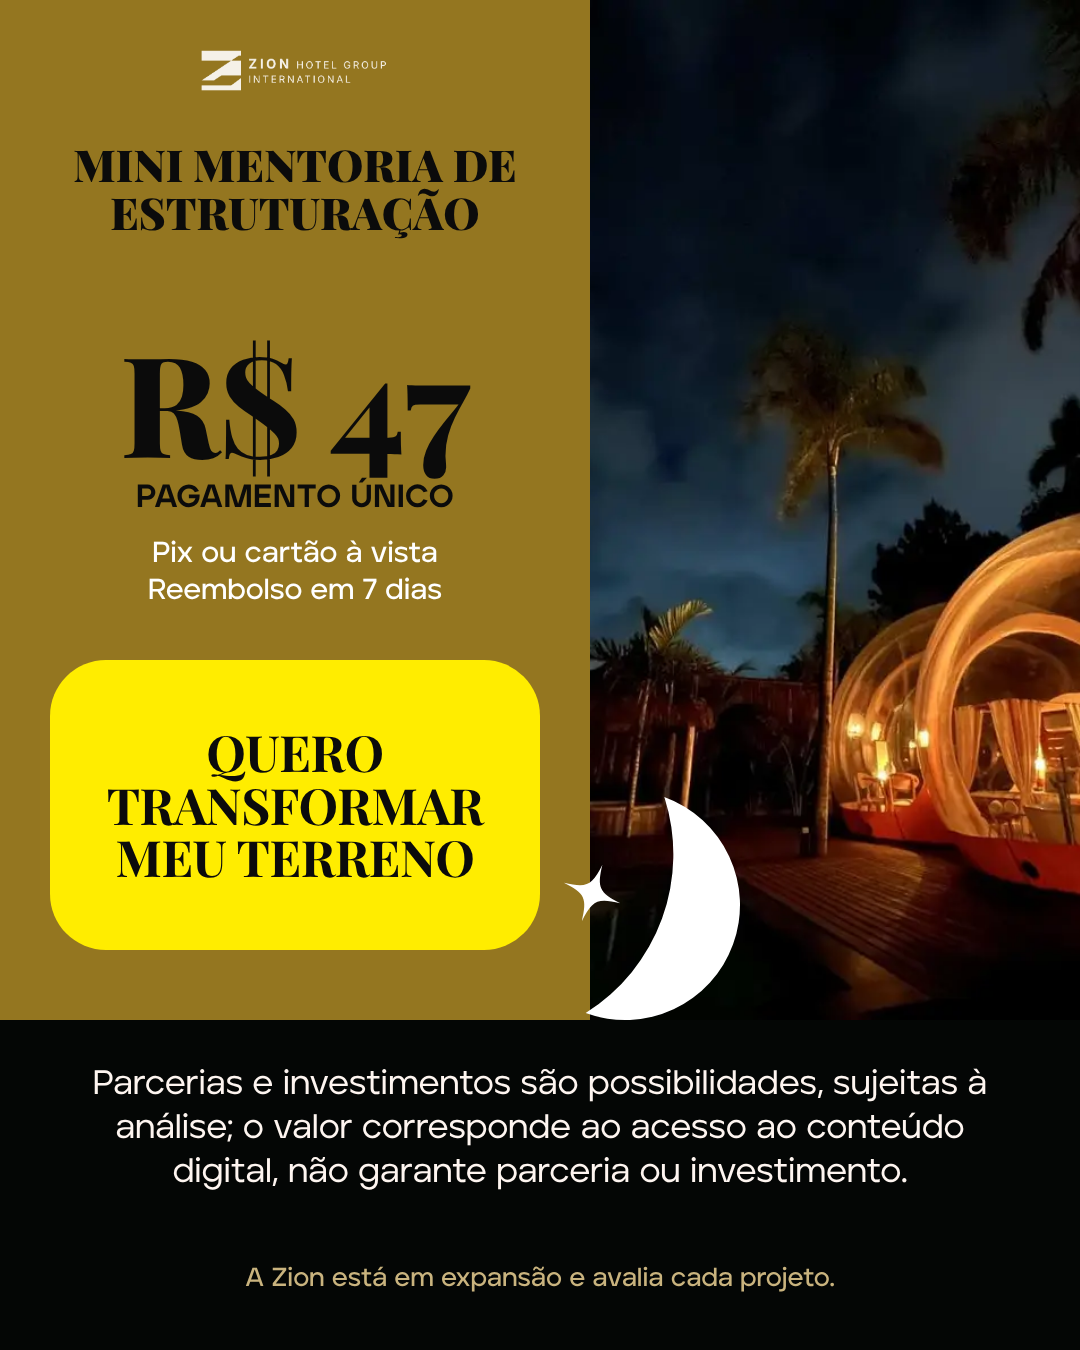 ZION HOTEL GROUP
INTERNATIONAL
MINI MENTORIA DE
ESTRUTURAÇÃO
R$ 47
PAGAMENTO ÚNICO
Pix ou cartão à vista
Reembolso em 7 dias
QUERO
TRANSFORMAR
MEU TERRENO
Parcerias e investimentos são possibilidades, sujeitas à
análise; o valor corresponde ao acesso ao conteúdo
digital, não garante parceria ou investimento.
A Zion está em expansão e avalia cada projeto.